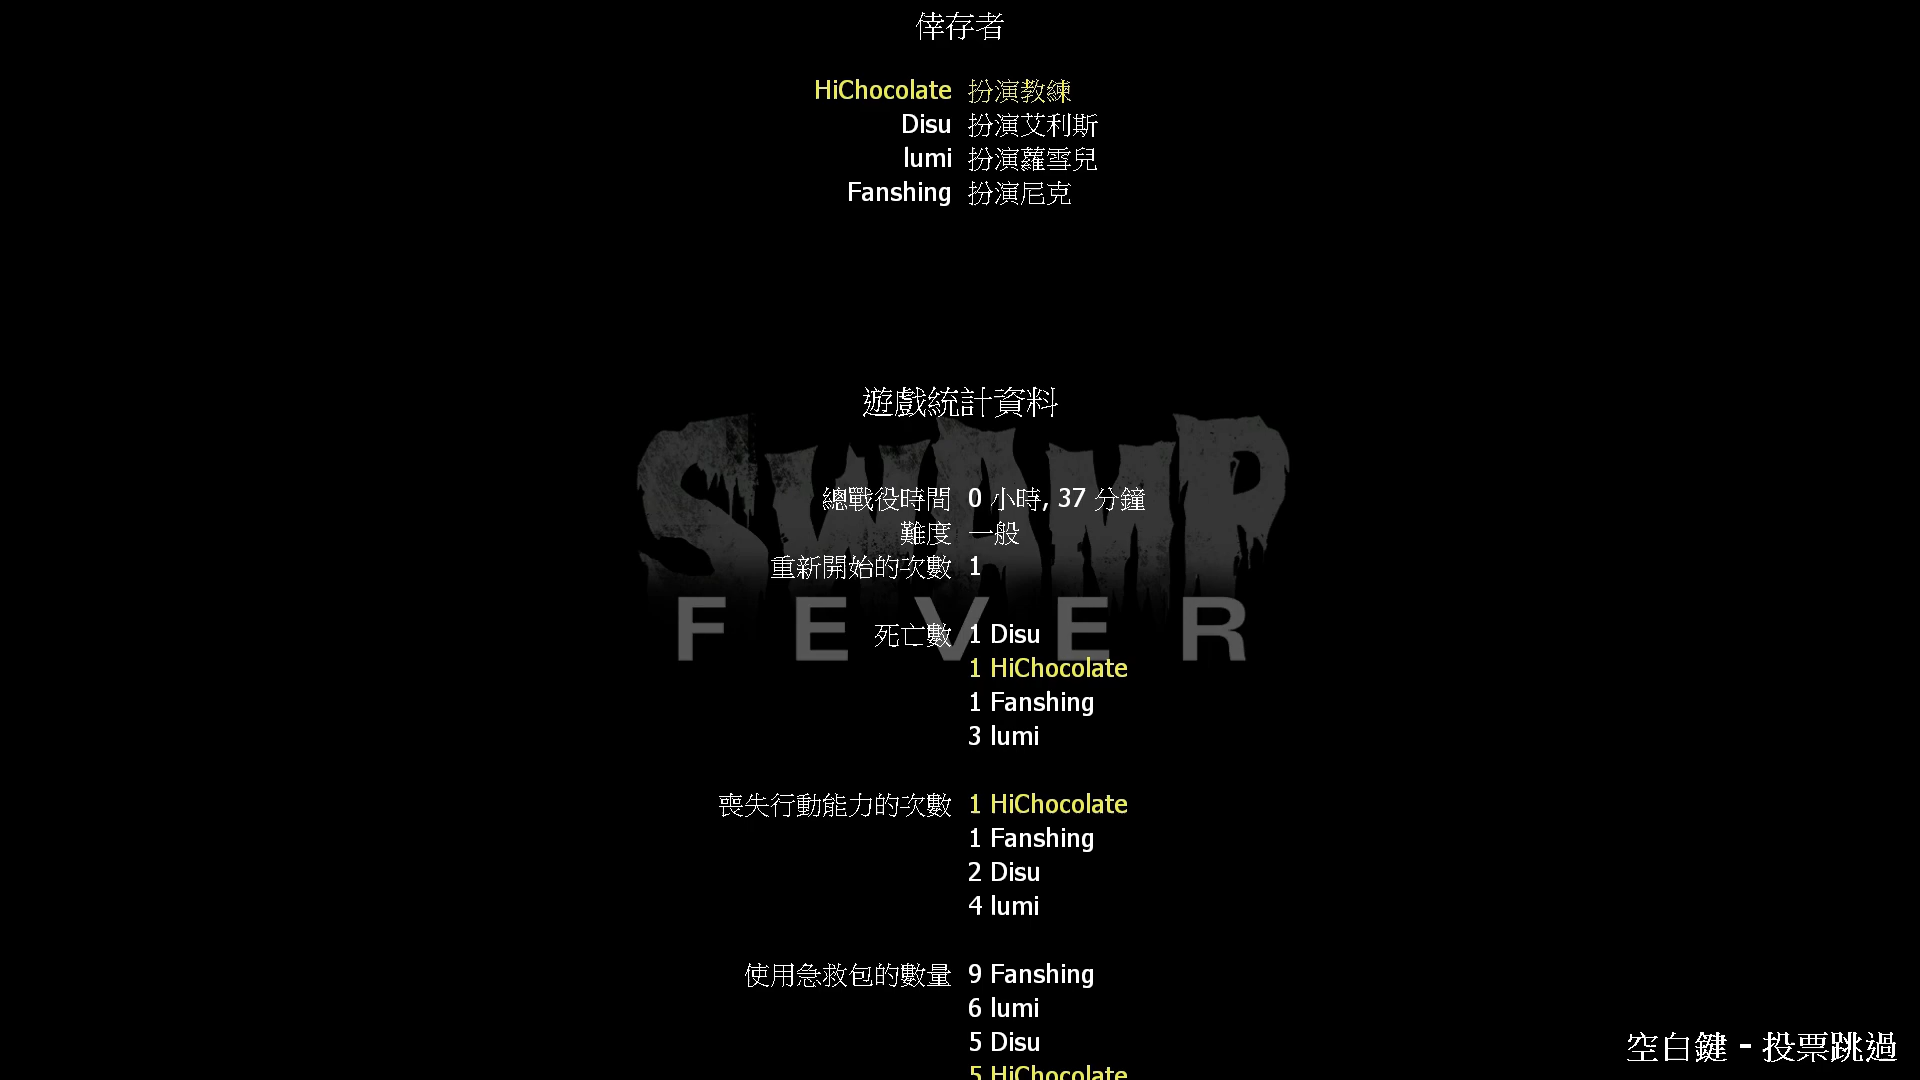 倖存者
HiChocolate 扮演教練
Disu 扮演艾利斯
lumi 扮演蘿雪兒
Fanshing 扮演尼克
遊戲統計資料
SWAMP
總戰役時間 0 小時, 37 分鐘
難度 一般
重新開始的次數 1
FEVER
死亡數 1 Disu
1 HiChocolate
1 Fanshing
3 lumi
喪失行動能力的次數 1 HiChocolate
1 Fanshing
2 Disu
4 lumi
使用急救包的數量 9 Fanshing
6 lumi
5 Disu
5 HiChocolate
空白鍵 - 投票跳過